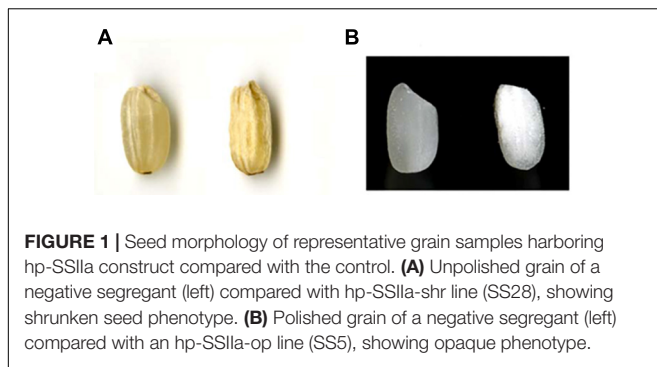 A
B
FIGURE 1 | Seed morphology of representative grain samples harboring
hp-SSIIa construct compared with the control. (A) Unpolished grain of a
negative segregant (left) compared with hp-SSIIa-shr line (SS28), showing
shrunken seed phenotype. (B) Polished grain of a negative segregant (left)
compared with an hp-SSIIa-op line (SS5), showing opaque phenotype.